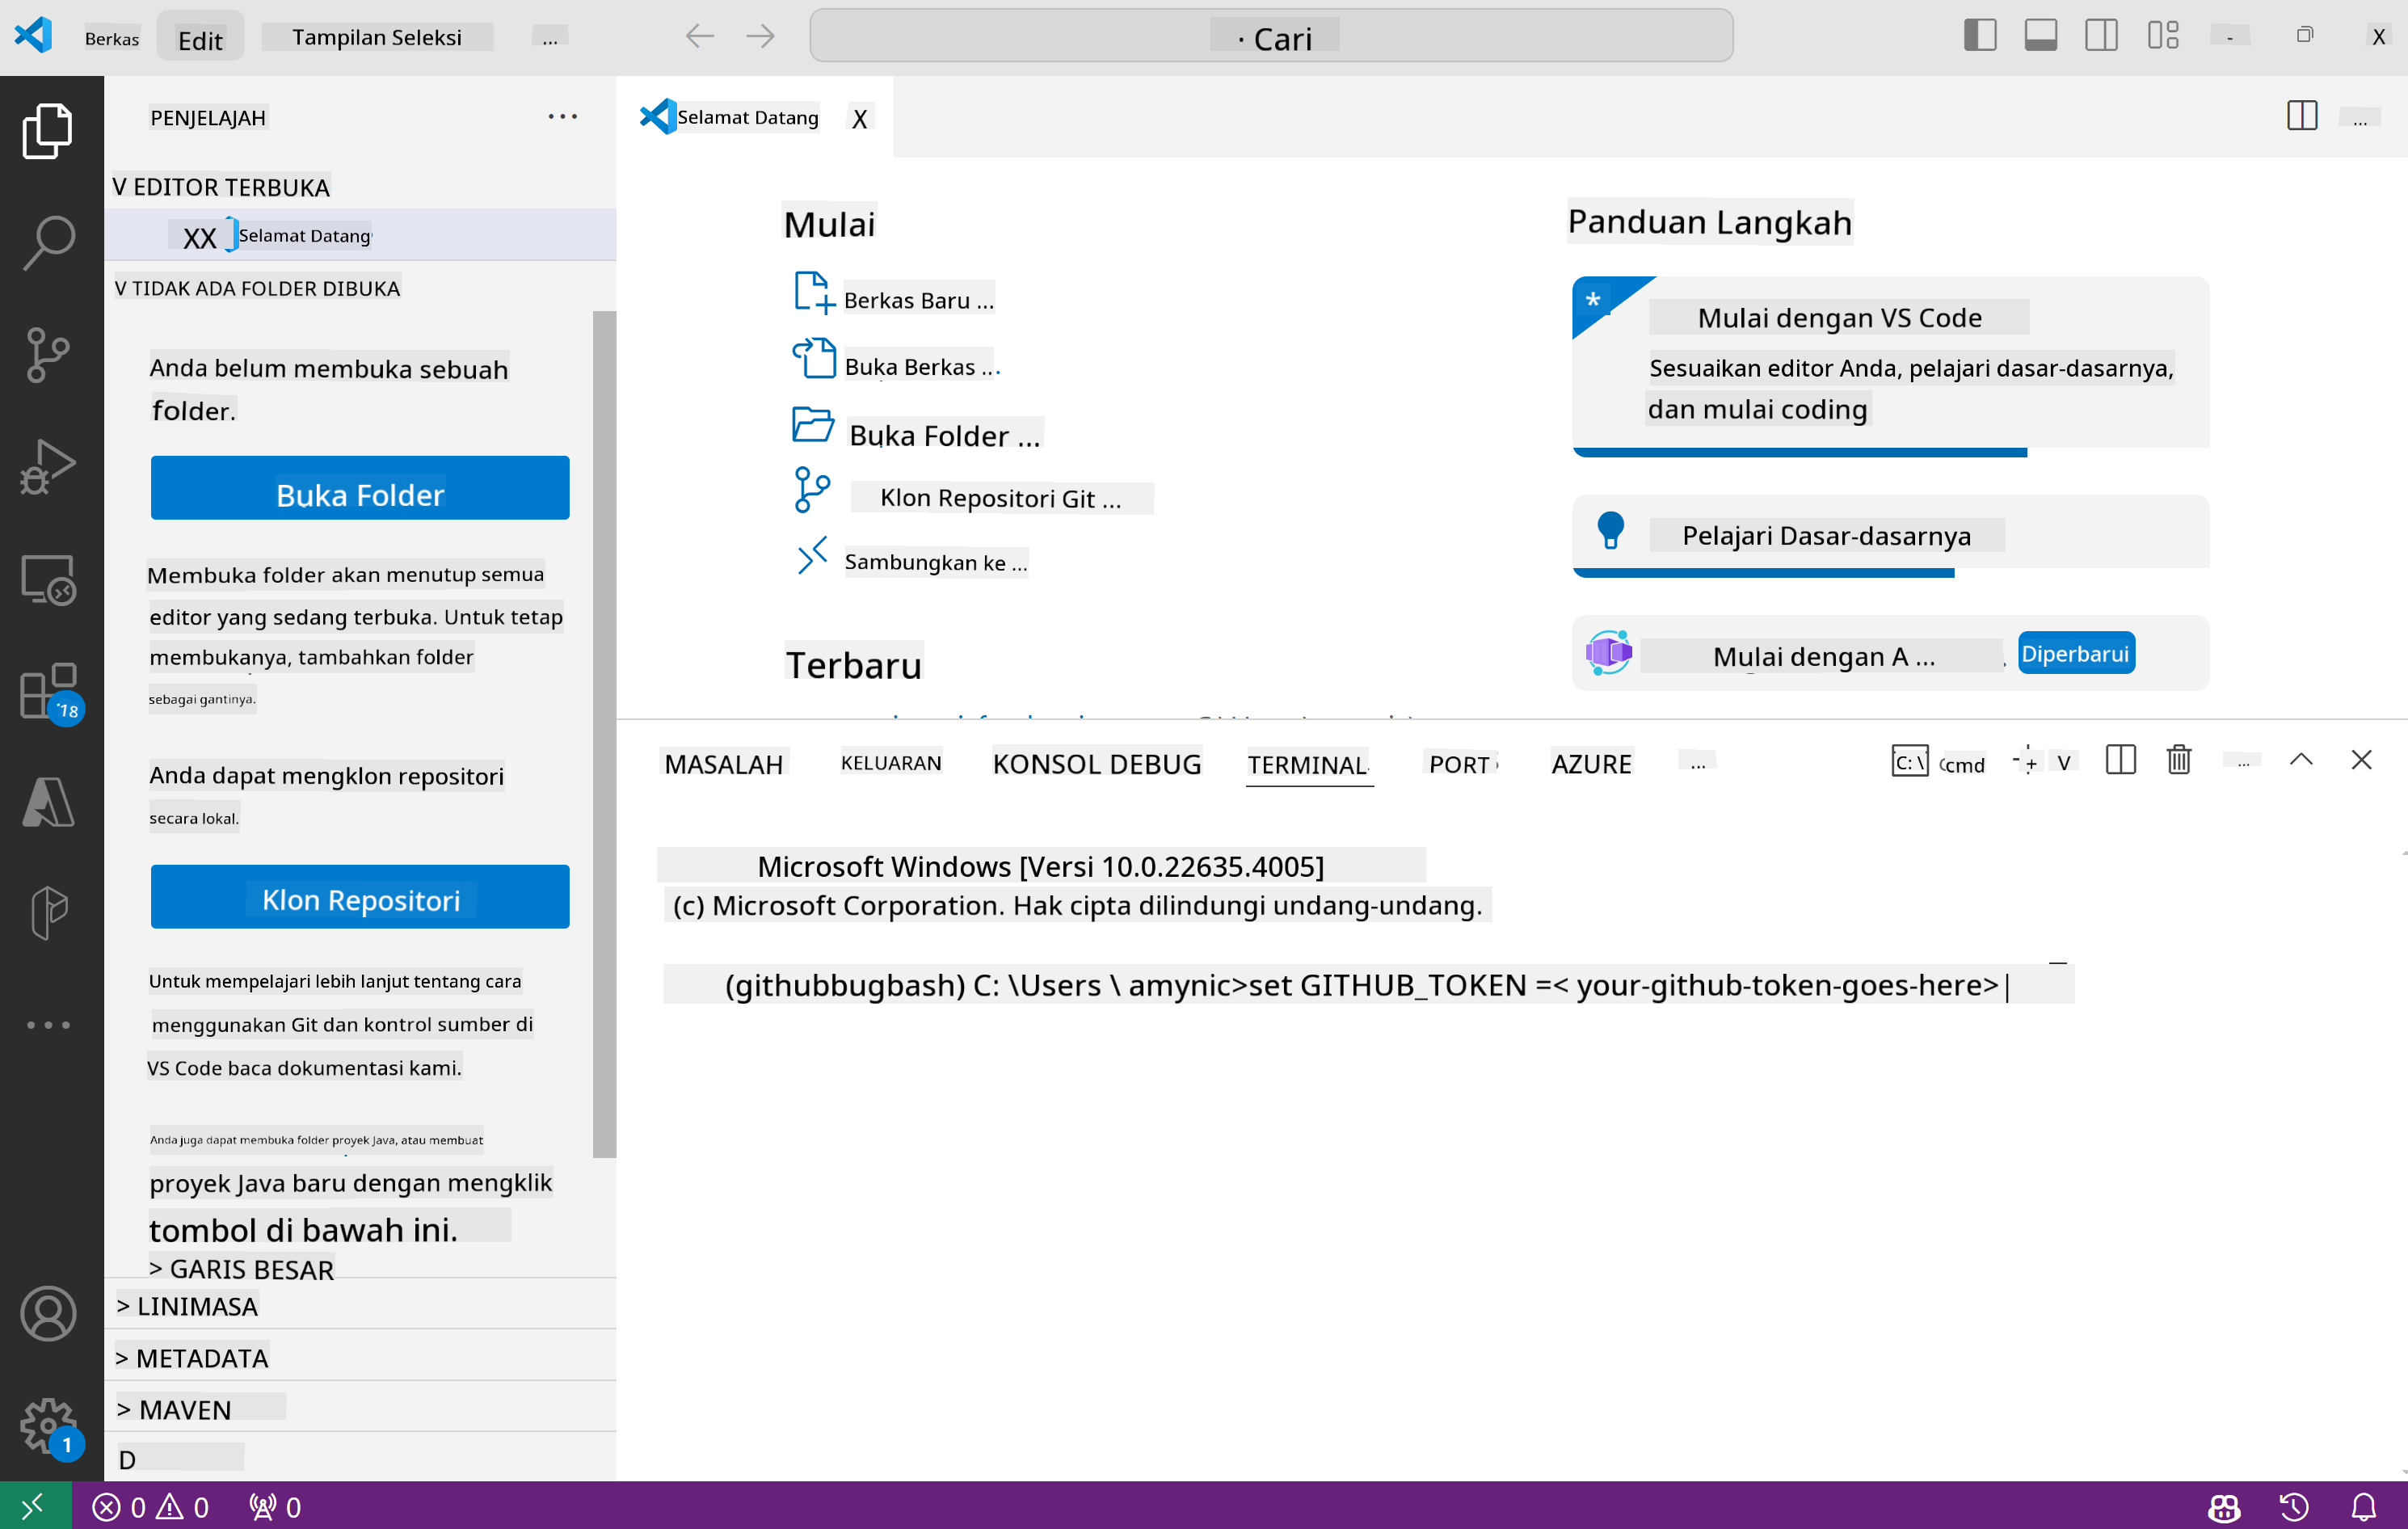 Berkas Edit Tampilan Seleksi ... · Cari - X
PENJELAJAH ...
V EDITOR TERBUKA
XX Selamat Datang
V TIDAK ADA FOLDER DIBUKA
Anda belum membuka sebuah
folder.
Buka Folder
Membuka folder akan menutup semua
editor yang sedang terbuka. Untuk tetap
membukanya, tambahkan folder
sebagai gantinya.
Anda dapat mengklon repositori
secara lokal.
Klon Repositori
Untuk mempelajari lebih lanjut tentang cara
menggunakan Git dan kontrol sumber di
VS Code baca dokumentasi kami.
Anda juga dapat membuka folder proyek Java, atau membuat
proyek Java baru dengan mengklik
tombol di bawah ini.
> GARIS BESAR
> LINIMASA
> METADATA
> MAVEN
D
18
1
Selamat Datang X ...
Mulai
Berkas Baru ...
Buka Berkas ...
Buka Folder ...
Klon Repositori Git ...
Sambungkan ke ...
Terbaru
Panduan Langkah
* Mulai dengan VS Code
Sesuaikan editor Anda, pelajari dasar-dasarnya,
dan mulai coding
Pelajari Dasar-dasarnya
Mulai dengan A ... Diperbarui
MASALAH KELUARAN KONSOL DEBUG TERMINAL PORT AZURE ... C: \ cmd + V ...
Microsoft Windows [Versi 10.0.22635.4005]
(c) Microsoft Corporation. Hak cipta dilindungi undang-undang.
(githubbugbash) C: \Users \ amynic>set GITHUB_TOKEN =< your-github-token-goes-here>|
0 0 0